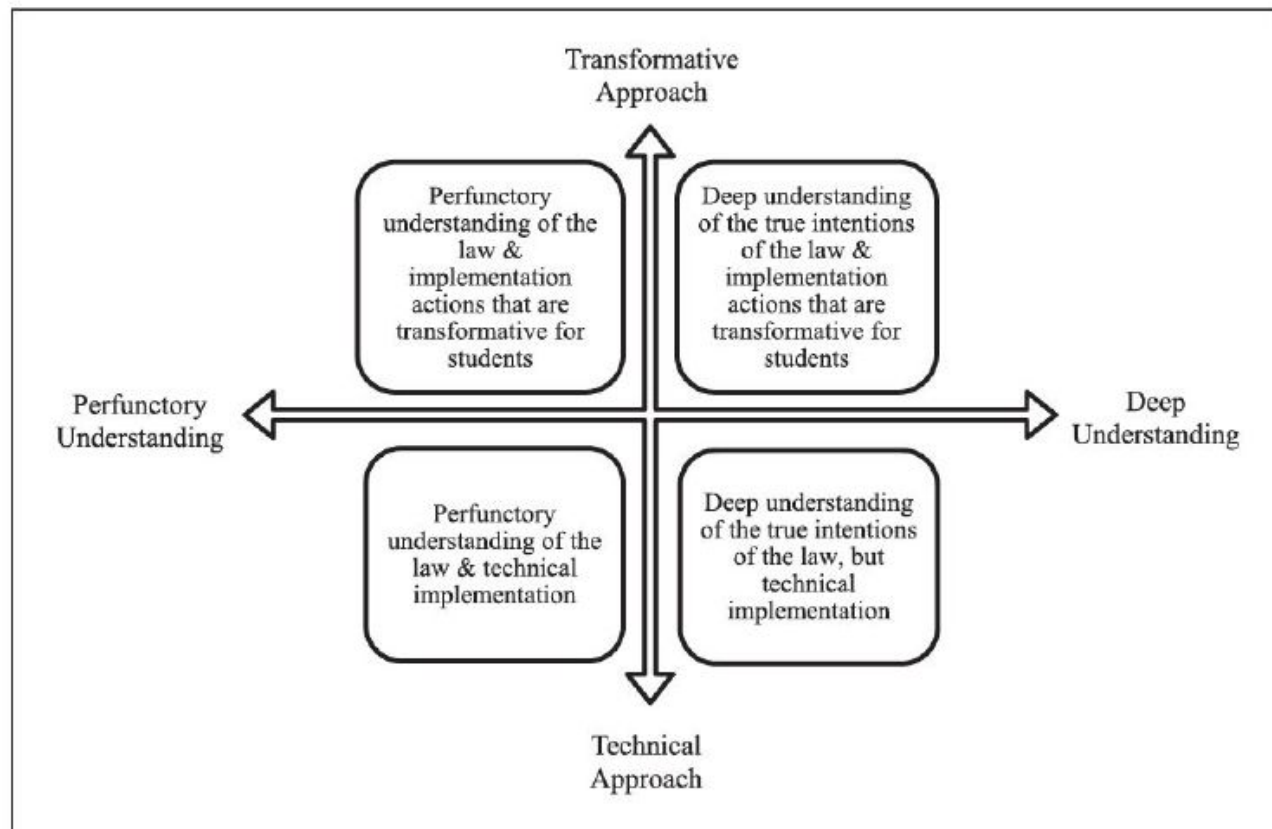 Transformative
Approach
Perfunctory
understanding of the
law &
implementation
actions that are
transformative for
students
Deep understanding
of the true intentions
of the law &
implementation
actions that are
transformative for
students
Perfunctory
Understanding
Deep
Understanding
Perfunctory
understanding of the
law & technical
implementation
Deep understanding
of the true intentions
of the law, but
technical
implementation
Technical
Approach